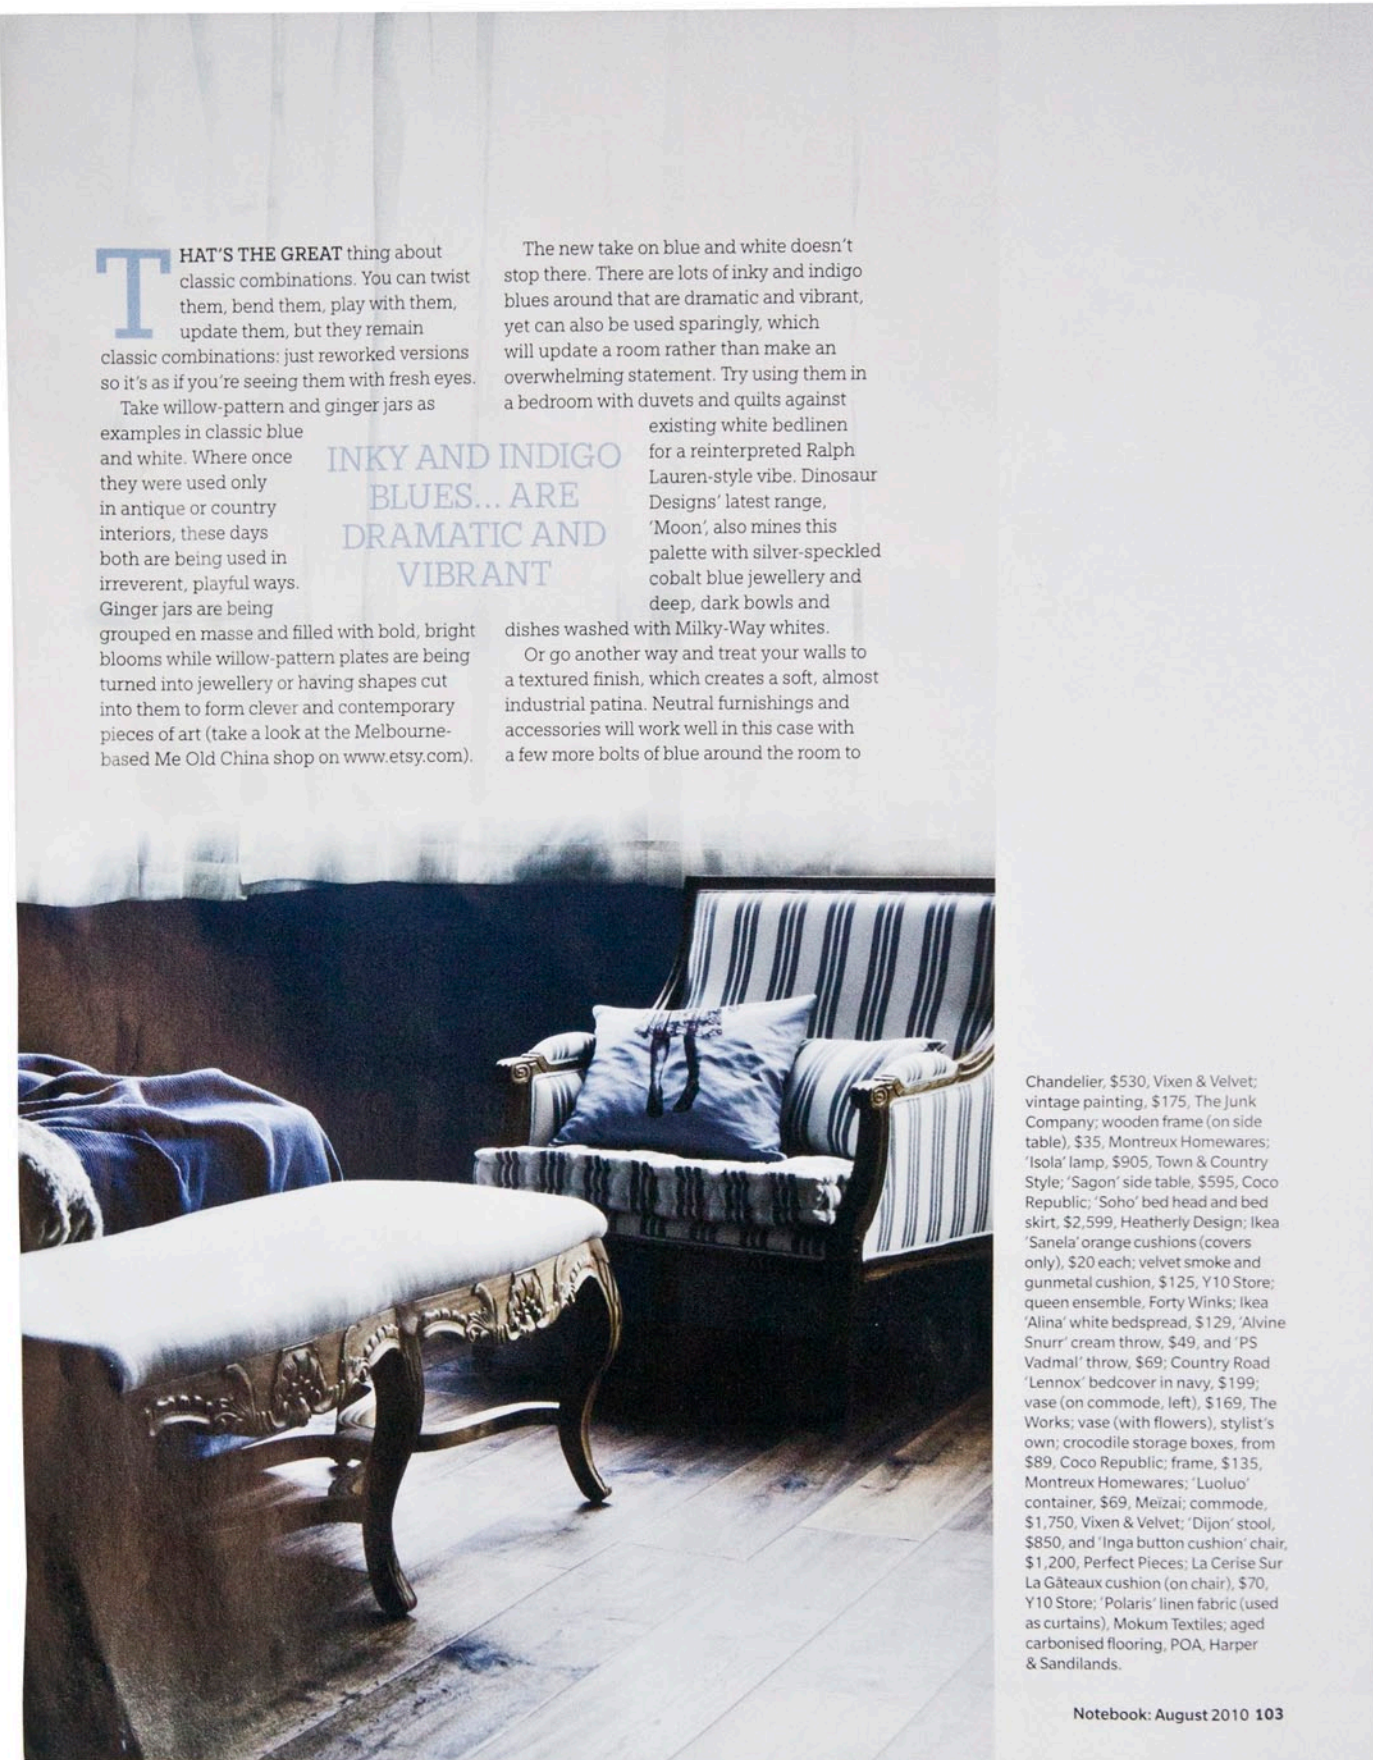 THAT'S THE GREAT thing about
classic combinations. You can twist
them, bend them, play with them,
update them, but they remain
classic combinations: just reworked versions
so it's as if you're seeing them with fresh eyes.
Take willow-pattern and ginger jars as
examples in classic blue
and white. Where once
they were used only
in antique or country
interiors, these days
both are being used in
irreverent, playful ways.
Ginger jars are being
grouped en masse and filled with bold, bright
blooms while willow-pattern plates are being
turned into jewellery or having shapes cut
into them to form clever and contemporary
pieces of art (take a look at the Melbourne-
based Me Old China shop on www.etsy.com).
INKY AND INDIGO
BLUES... ARE
DRAMATIC AND
VIBRANT
The new take on blue and white doesn't
stop there. There are lots of inky and indigo
blues around that are dramatic and vibrant,
yet can also be used sparingly, which
will update a room rather than make an
overwhelming statement. Try using them in
a bedroom with duvets and quilts against
existing white bedlinen
for a reinterpreted Ralph
Lauren-style vibe. Dinosaur
Designs' latest range,
'Moon', also mines this
palette with silver-speckled
cobalt blue jewellery and
deep, dark bowls and
dishes washed with Milky-Way whites.
Or go another way and treat your walls to
a textured finish, which creates a soft, almost
industrial patina. Neutral furnishings and
accessories will work well in this case with
a few more bolts of blue around the room to
Chandelier, $530, Vixen & Velvet;
vintage painting, $175, The Junk
Company; wooden frame (on side
table), $35, Montreux Homewares;
'Isola' lamp, $905, Town & Country
Style; 'Sagon' side table, $595, Coco
Republic; 'Soho' bed head and bed
skirt, $2,599, Heatherly Design; Ikea
'Sanela' orange cushions (covers
only), $20 each; velvet smoke and
gunmetal cushion, $125, Y10 Store;
queen ensemble, Forty Winks; Ikea
'Alina' white bedspread, $129, 'Alvine
Snurr' cream throw, $49, and 'PS
Vadmal' throw, $69; Country Road
'Lennox' bedcover in navy, $199;
vase (on commode, left), $169, The
Works; vase (with flowers), stylist's
own; crocodile storage boxes, from
$89, Coco Republic; frame, $135,
Montreux Homewares; 'Luoluo'
container, $69, Meizai; commode,
$1,750, Vixen & Velvet; 'Dijon' stool,
$850, and 'Inga button cushion' chair,
$1,200, Perfect Pieces; La Cerise Sur
La Gâteaux cushion (on chair), $70,
Y10 Store; 'Polaris' linen fabric (used
as curtains), Mokum Textiles; aged
carbonised flooring, POA, Harper
& Sandilands.
Notebook: August 2010 103